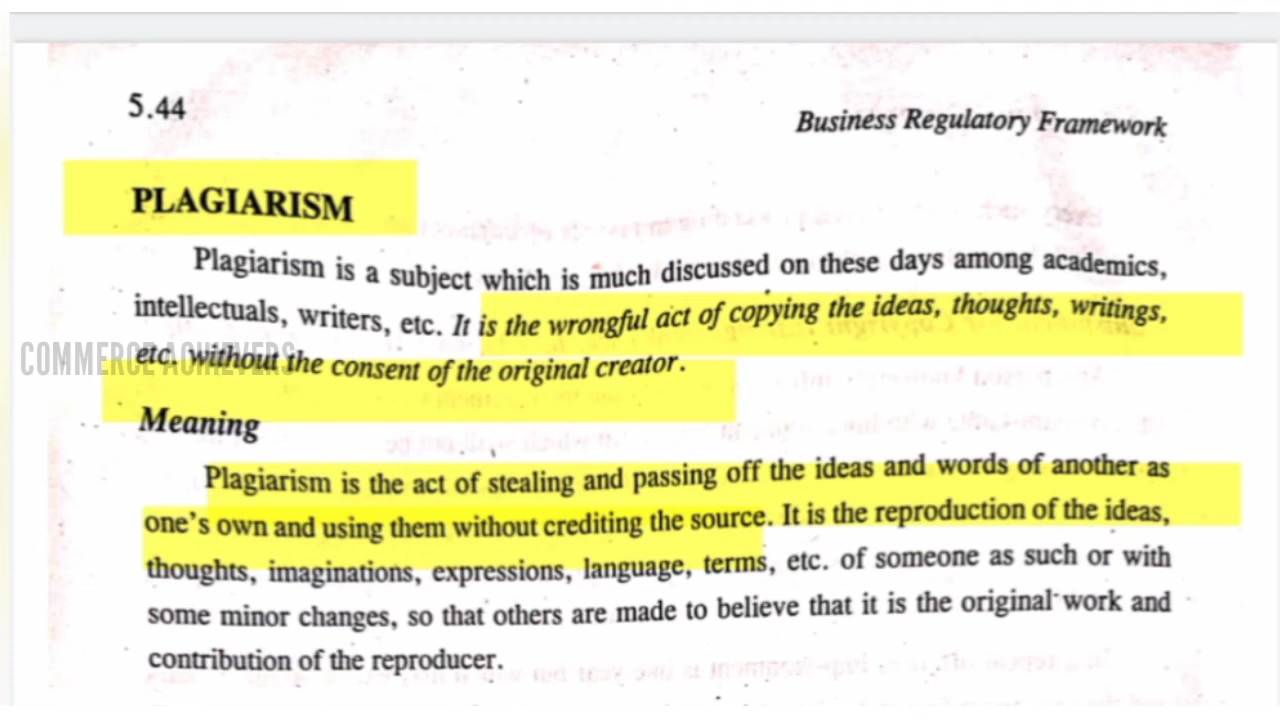 5.44
Business Regulatory Framework
PLAGIARISM
Plagiarism is a subject which is much discussed on these days among academics,
intellectuals, writers, etc. It is the wrongful act of copying the ideas, thoughts, writings,
etc. without the consent of the original creator.
COMMERCE ACHIEVERS
Meaning
Plagiarism is the act of stealing and passing off the ideas and words of another as
one's own and using them without crediting the source. It is the reproduction of the ideas,
thoughts, imaginations, expressions, language, terms, etc. of someone as such or with
some minor changes, so that others are made to believe that it is the original work and
contribution of the reproducer.